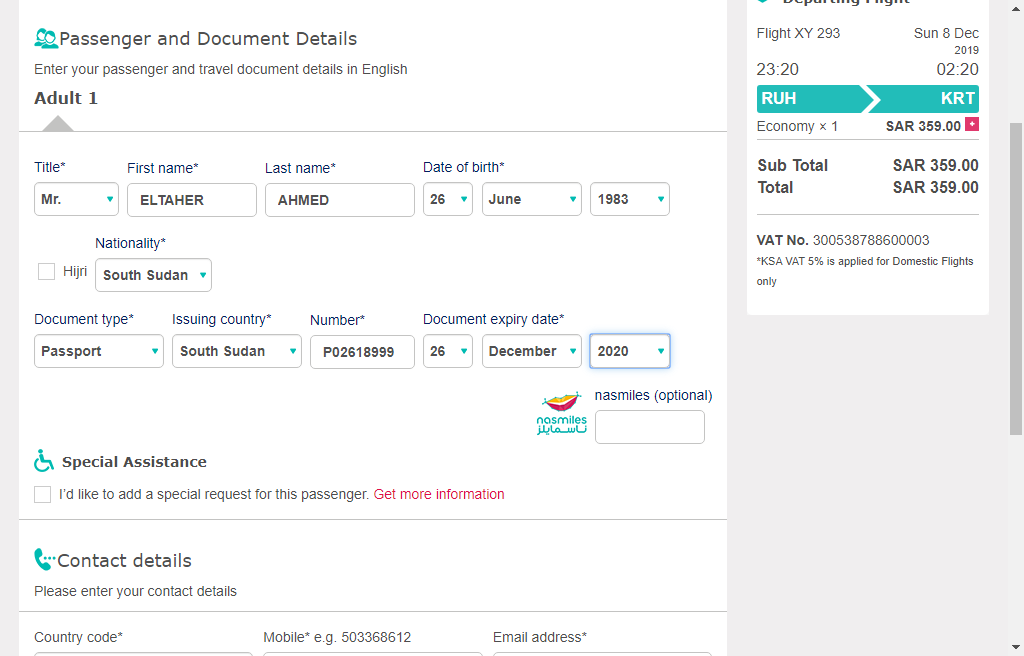 Passenger and Document Details
Enter your passenger and travel document details in English
Adult 1
Title*
First name*
Last name*
Date of birth*
Mr.
ELTAHER
AHMED
26
June
1983
Nationality*
Hijri
South Sudan
Document type*
Issuing country*
Number*
Document expiry date*
Passport
South Sudan
P02618999
26
December
2020
nasmiles
ناسمايلز
nasmiles (optional)
Special Assistance
I'd like to add a special request for this passenger. Get more information
Contact details
Please enter your contact details
Country code*
Mobile* e.g. 503368612
Email address*
Departing Flight
Flight XY 293
Sun 8 Dec
2019
23:20
02:20
RUH
KRT
Economy × 1
SAR 359.00 +
Sub Total
SAR 359.00
Total
SAR 359.00
VAT No. 300538788600003
*KSA VAT 5% is applied for Domestic Flights
only